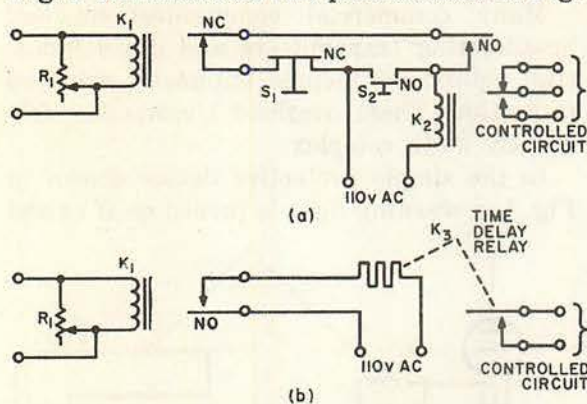 K₁
R₁
NC
NC
S₁
S₂
NO
NO
K₂
CONTROLLED
CIRCUIT
110v AC
(a)
K₁
R₁
NO
K₃
TIME
DELAY
RELAY
110v AC
CONTROLLED
CIRCUIT
(b)